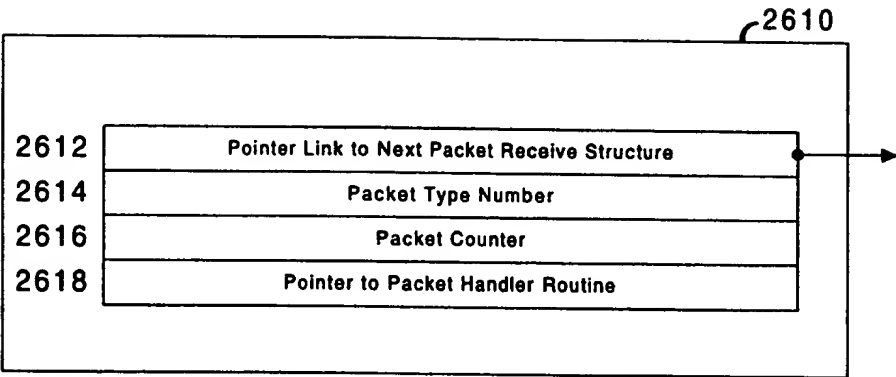 2610
2612 Pointer Link to Next Packet Receive Structure
2614 Packet Type Number
2616 Packet Counter
2618 Pointer to Packet Handler Routine